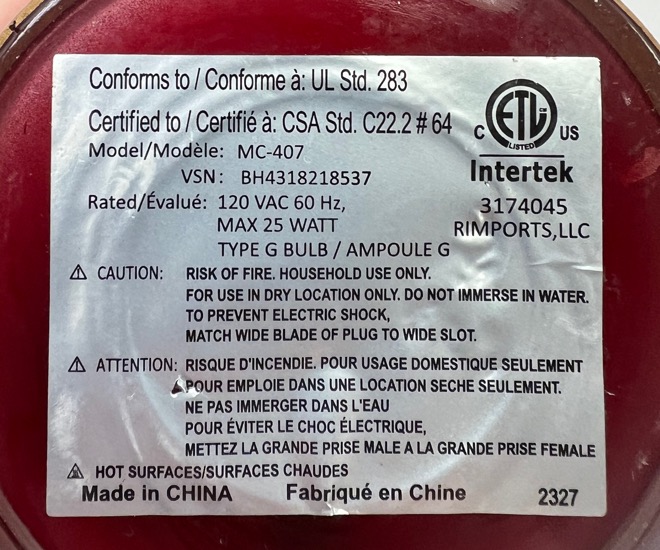 Conforms to / Conforme à: UL Std. 283
Certified to / Certifié à: CSA Std. C22.2 # 64
C ETL US
LISTED
Intertek
3174045
RIMPORTS,LLC
Model/Modèle: MC-407
VSN: BH4318218537
Rated/Évalué: 120 VAC 60 Hz,
MAX 25 WATT
TYPE G BULB / AMPOULE G
⚠ CAUTION: RISK OF FIRE. HOUSEHOLD USE ONLY.
FOR USE IN DRY LOCATION ONLY. DO NOT IMMERSE IN WATER.
TO PREVENT ELECTRIC SHOCK,
MATCH WIDE BLADE OF PLUG TO WIDE SLOT.
⚠ ATTENTION: RISQUE D'INCENDIE. POUR USAGE DOMESTIQUE SEULEMENT
POUR EMPLOIE DANS UNE LOCATION SECHE SEULEMENT.
NE PAS IMMERGER DANS L'EAU
POUR ÉVITER LE CHOC ÉLECTRIQUE,
METTEZ LA GRANDE PRISE MALE A LA GRANDE PRISE FEMALE
HOT SURFACES/SURFACES CHAUDES
Made in CHINA Fabriqué en Chine 2327